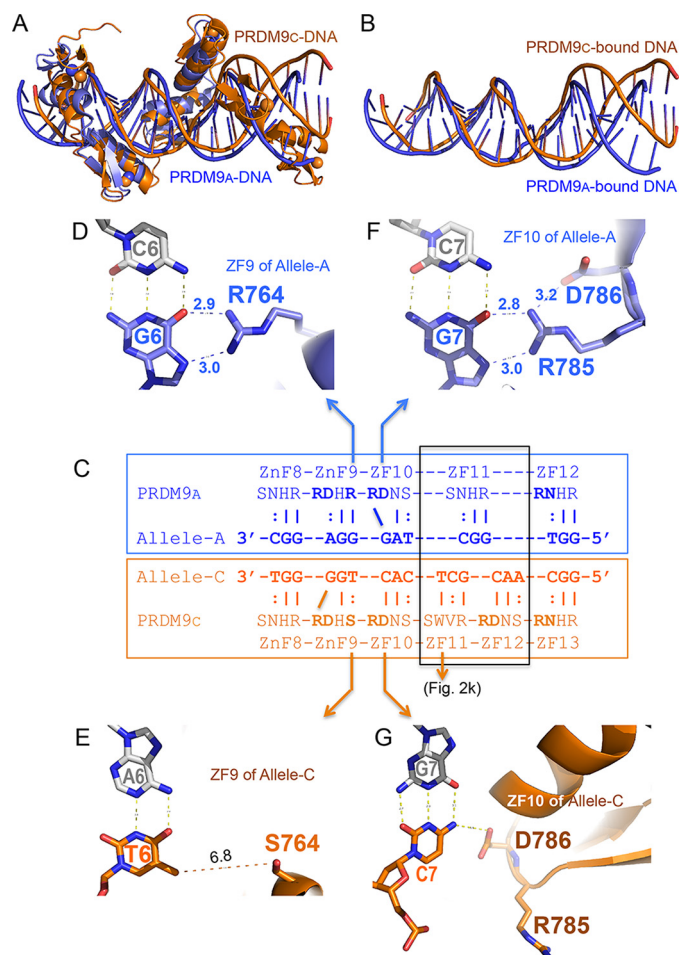 A
PRDM9C-DNA
PRDM9A-DNA
B
PRDM9C-bound DNA
PRDM9A-bound DNA
D
C6
ZF9 of Allele-A
R764
2.9
G6
3.0
F
C7
ZF10 of Allele-A
3.2
D786
2.8
G7
3.0
R785
C
ZnF8-ZnF9-ZF10----ZF11-----ZF12
PRDM9A SNHR-RDHR-RDNS---SNHR-----RNHR
:|| | |:  :|| ||:
Allele-A 3′-CGG--AGG--GAT----CGG-----TGG-5′
Allele-C 3′-TGG--GGT--CAC--TCG--CAA--CGG-5′
:|| |: :|| |:| :|| ||:
PRDM9C SNHR-RDHS-RDNS-SWVR-RDNS-RNHR
ZnF8-ZnF9-ZF10--ZF11--ZF12--ZF13
(Fig. 2k)
E
A6
ZF9 of Allele-C
T6
6.8
S764
G
G7
ZF10 of Allele-C
D786
C7
R785